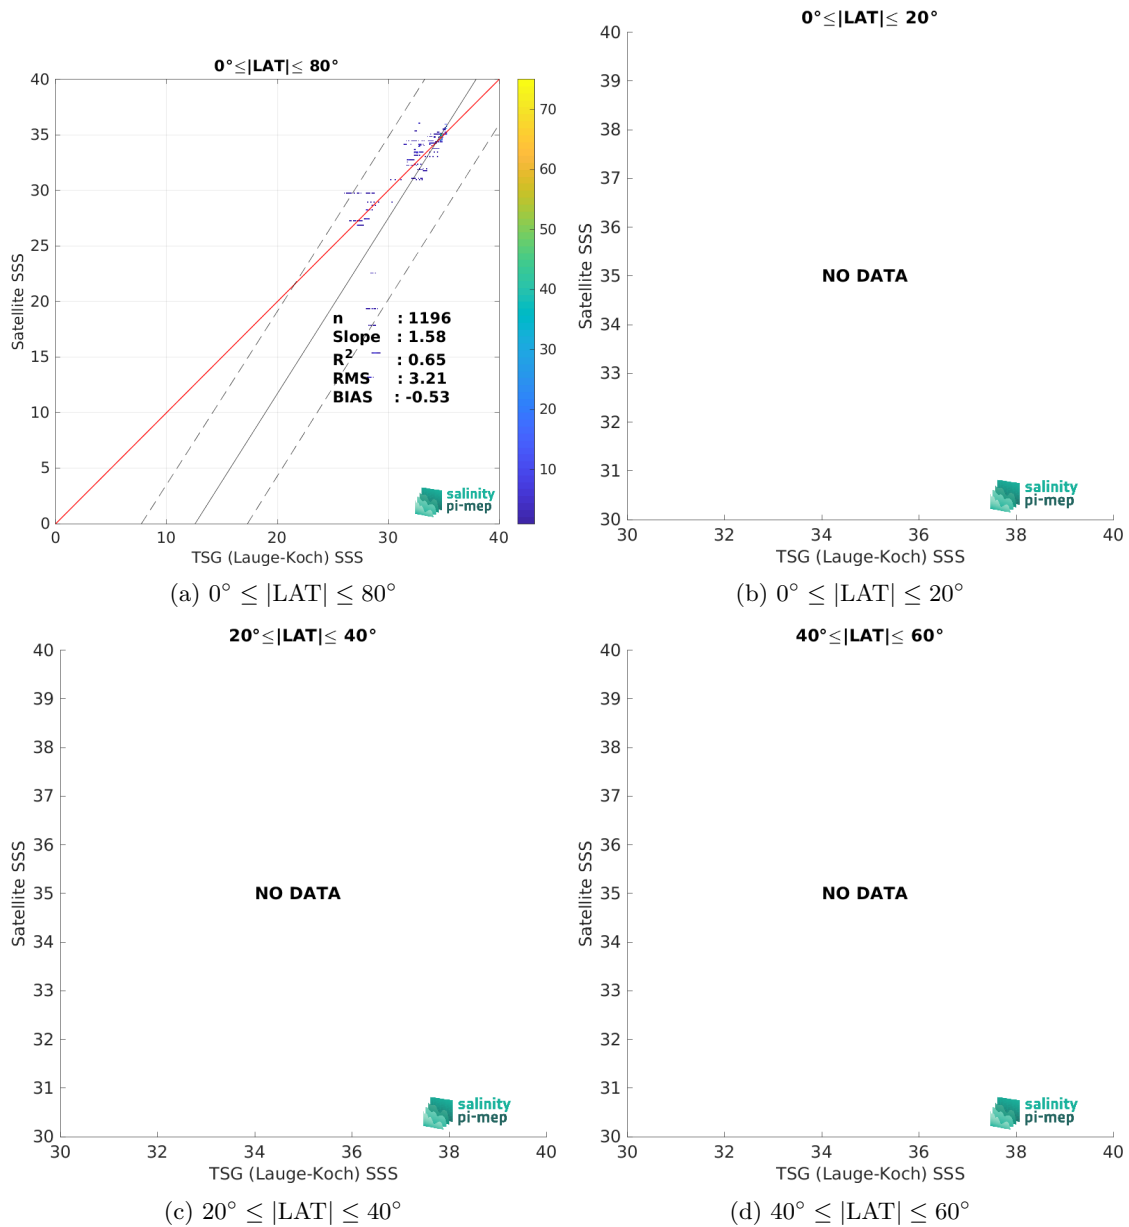 0°≤|LAT|≤ 80°
40
35
30
25
20
15
10
5
0
0
10
20
30
40
Satellite SSS
TSG (Lauge-Koch) SSS
n : 1196
Slope : 1.58
R² : 0.65
RMS : 3.21
BIAS : -0.53
salinity
pi-mep
70
60
50
40
30
20
10
(a) 0° ≤ |LAT| ≤ 80°
0°≤|LAT|≤ 20°
40
39
38
37
36
35
34
33
32
31
30
30
32
34
36
38
40
Satellite SSS
TSG (Lauge-Koch) SSS
NO DATA
salinity
pi-mep
(b) 0° ≤ |LAT| ≤ 20°
20°≤|LAT|≤ 40°
40
39
38
37
36
35
34
33
32
31
30
30
32
34
36
38
40
Satellite SSS
TSG (Lauge-Koch) SSS
NO DATA
salinity
pi-mep
(c) 20° ≤ |LAT| ≤ 40°
40°≤|LAT|≤ 60°
40
39
38
37
36
35
34
33
32
31
30
30
32
34
36
38
40
Satellite SSS
TSG (Lauge-Koch) SSS
NO DATA
salinity
pi-mep
(d) 40° ≤ |LAT| ≤ 60°